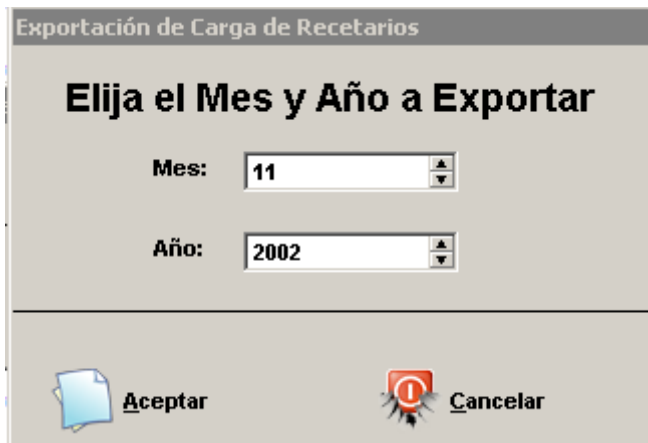 Exportación de Carga de Recetarios
Elija el Mes y Año a Exportar
Mes: 11
Año: 2002
Aceptar Cancelar